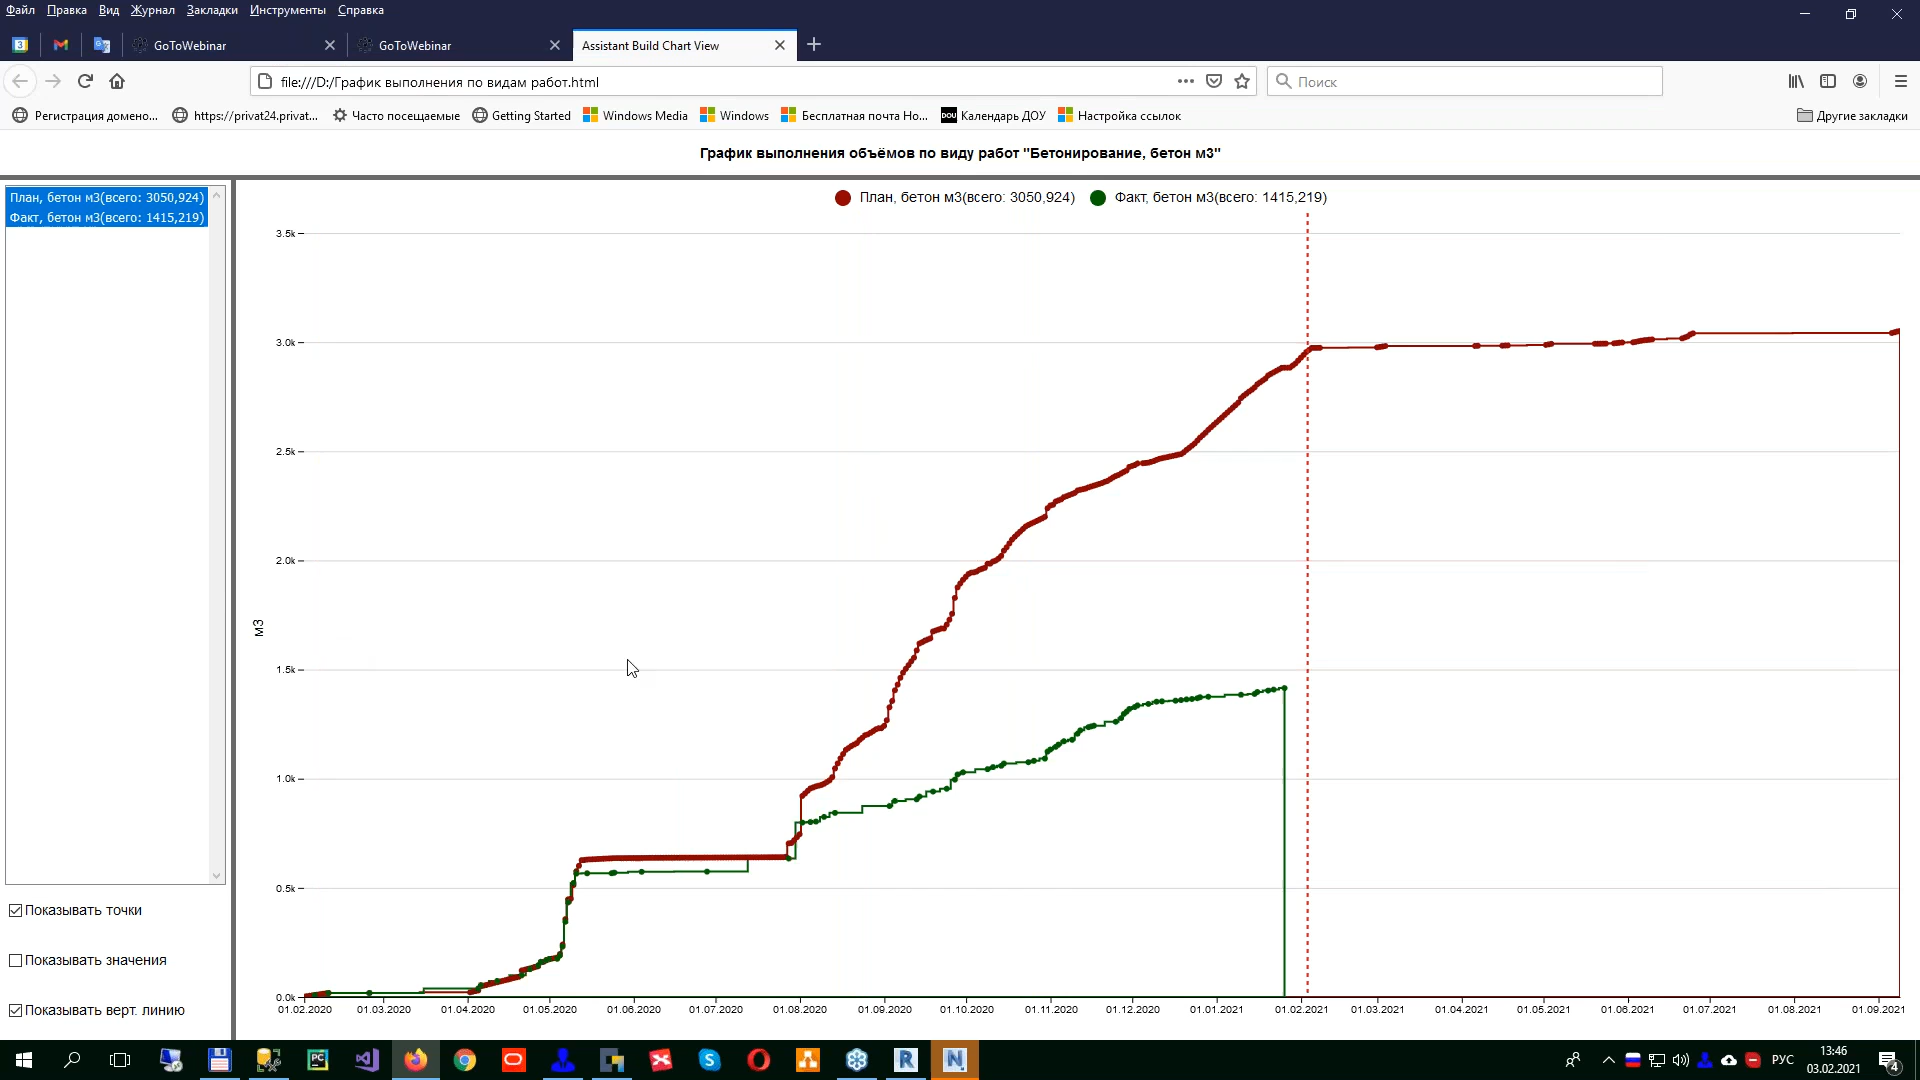 Файл Правка Вид Журнал Закладки Инструменты Справка
3 GoToWebinar GoToWebinar Assistant Build Chart View
file:///D:/График выполнения по видам работ.html Поиск
Регистрация домено... https://privat24.privat... Часто посещаемые Getting Started Windows Media Windows Бесплатная почта Но... DOU Календарь ДОУ Настройка ссылок Другие закладки
График выполнения объёмов по виду работ "Бетонирование, бетон м3"
План, бетон м3(всего: 3050,924)
Факт, бетон м3(всего: 1415,219)
Показывать точки
Показывать значения
Показывать верт. линию
План, бетон м3(всего: 3050,924) Факт, бетон м3(всего: 1415,219)
3.5k
3.0k
2.5k
2.0k
1.5k
1.0k
0.5k
0.0k
м3
01.02.2020 01.03.2020 01.04.2020 01.05.2020 01.06.2020 01.07.2020 01.08.2020 01.09.2020 01.10.2020 01.11.2020 01.12.2020 01.01.2021 01.02.2021 01.03.2021 01.04.2021 01.05.2021 01.06.2021 01.07.2021 01.08.2021 01.09.2021
PC S R N РУС
13:46
03.02.2021
4